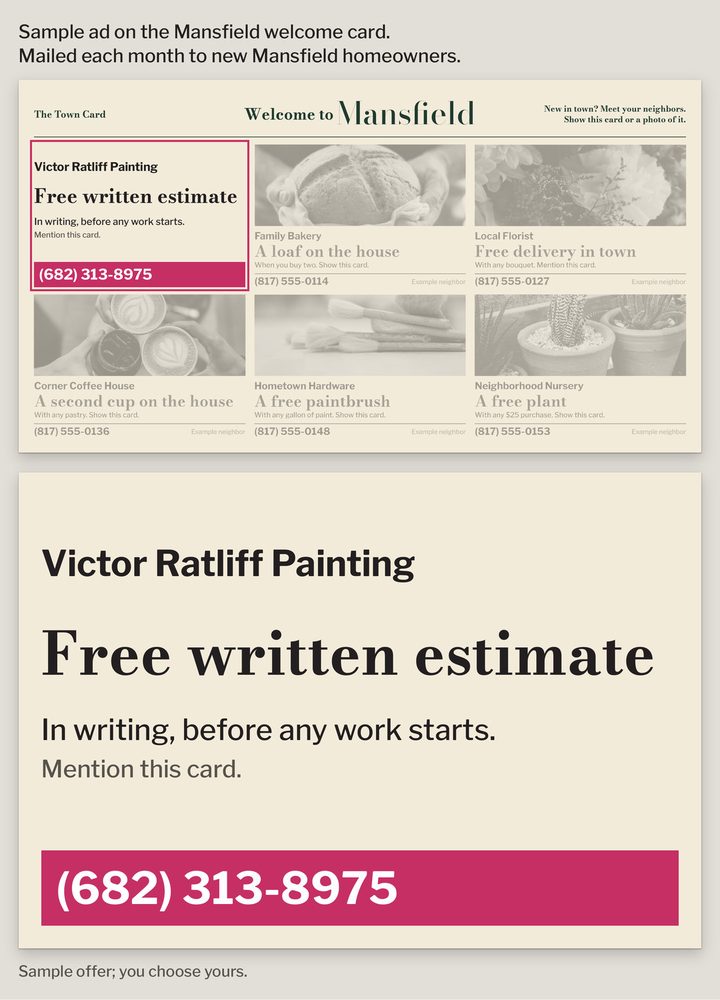 Sample ad on the Mansfield welcome card.
Mailed each month to new Mansfield homeowners.
The Town Card
Welcome to Mansfield
New in town? Meet your neighbors.
Show this card or a photo of it.
Victor Ratliff Painting
Free written estimate
In writing, before any work starts.
Mention this card.
(682) 313-8975
Family Bakery
A loaf on the house
When you buy two. Show this card.
(817) 555-0114
Example neighbor
Local Florist
Free delivery in town
With any bouquet. Mention this card.
(817) 555-0127
Example neighbor
Corner Coffee House
A second cup on the house
With any pastry. Show this card.
(817) 555-0136
Example neighbor
Hometown Hardware
A free paintbrush
With any gallon of paint. Show this card.
(817) 555-0148
Example neighbor
Neighborhood Nursery
A free plant
With any $25 purchase. Show this card.
(817) 555-0153
Example neighbor
Victor Ratliff Painting
Free written estimate
In writing, before any work starts.
Mention this card.
(682) 313-8975
Sample offer; you choose yours.